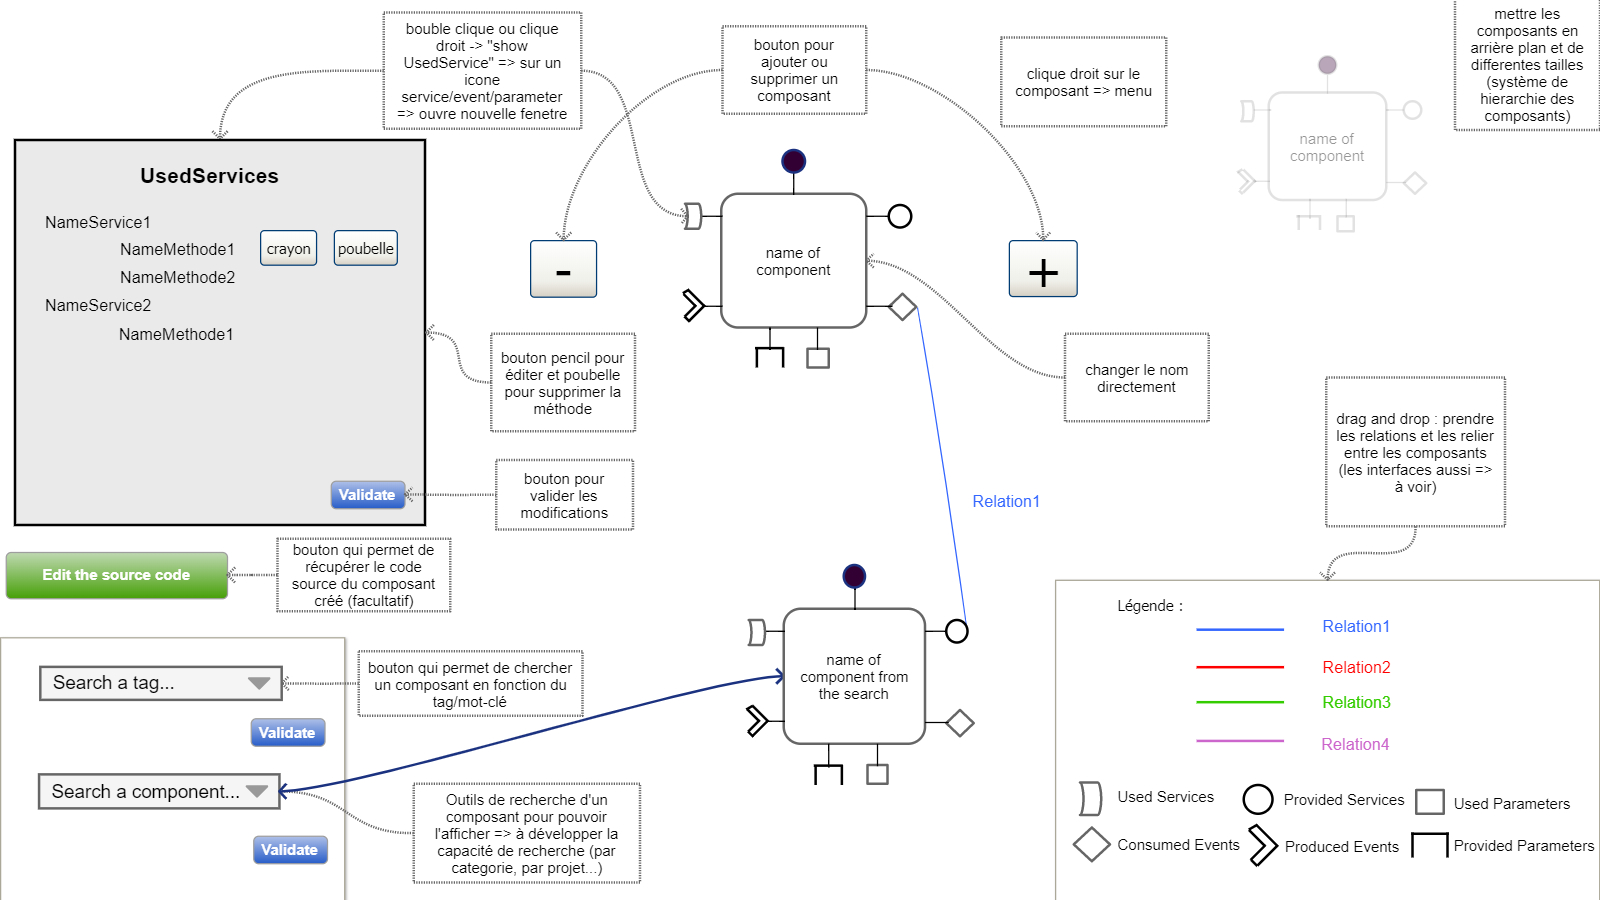 bouble clique ou clique
droit -> "show
UsedService" => sur un
icone
service/event/parameter
=> ouvre nouvelle fenetre
bouton pour
ajouter ou
supprimer un
composant
clique droit sur le
composant => menu
mettre les
composants en
arrière plan et de
differentes tailles
(système de
hierarchie des
composants)
name of
component
UsedServices
NameService1
NameMethode1
crayon
poubelle
NameMethode2
NameService2
NameMethode1
Validate
-
name of
component
+
bouton pencil pour
éditer et poubelle
pour supprimer la
méthode
changer le nom
directement
bouton pour
valider les
modifications
Relation1
drag and drop : prendre
les relations et les relier
entre les composants
(les interfaces aussi =>
à voir)
Edit the source code
bouton qui permet de
récupérer le code
source du composant
créé (facultatif)
Search a tag...
Validate
bouton qui permet de chercher
un composant en fonction du
tag/mot-clé
Search a component...
Validate
Outils de recherche d'un
composant pour pouvoir
l'afficher => à développer la
capacité de recherche (par
categorie, par projet...)
name of
component from
the search
Légende :
Relation1
Relation2
Relation3
Relation4
Used Services
Provided Services
Used Parameters
Consumed Events
Produced Events
Provided Parameters